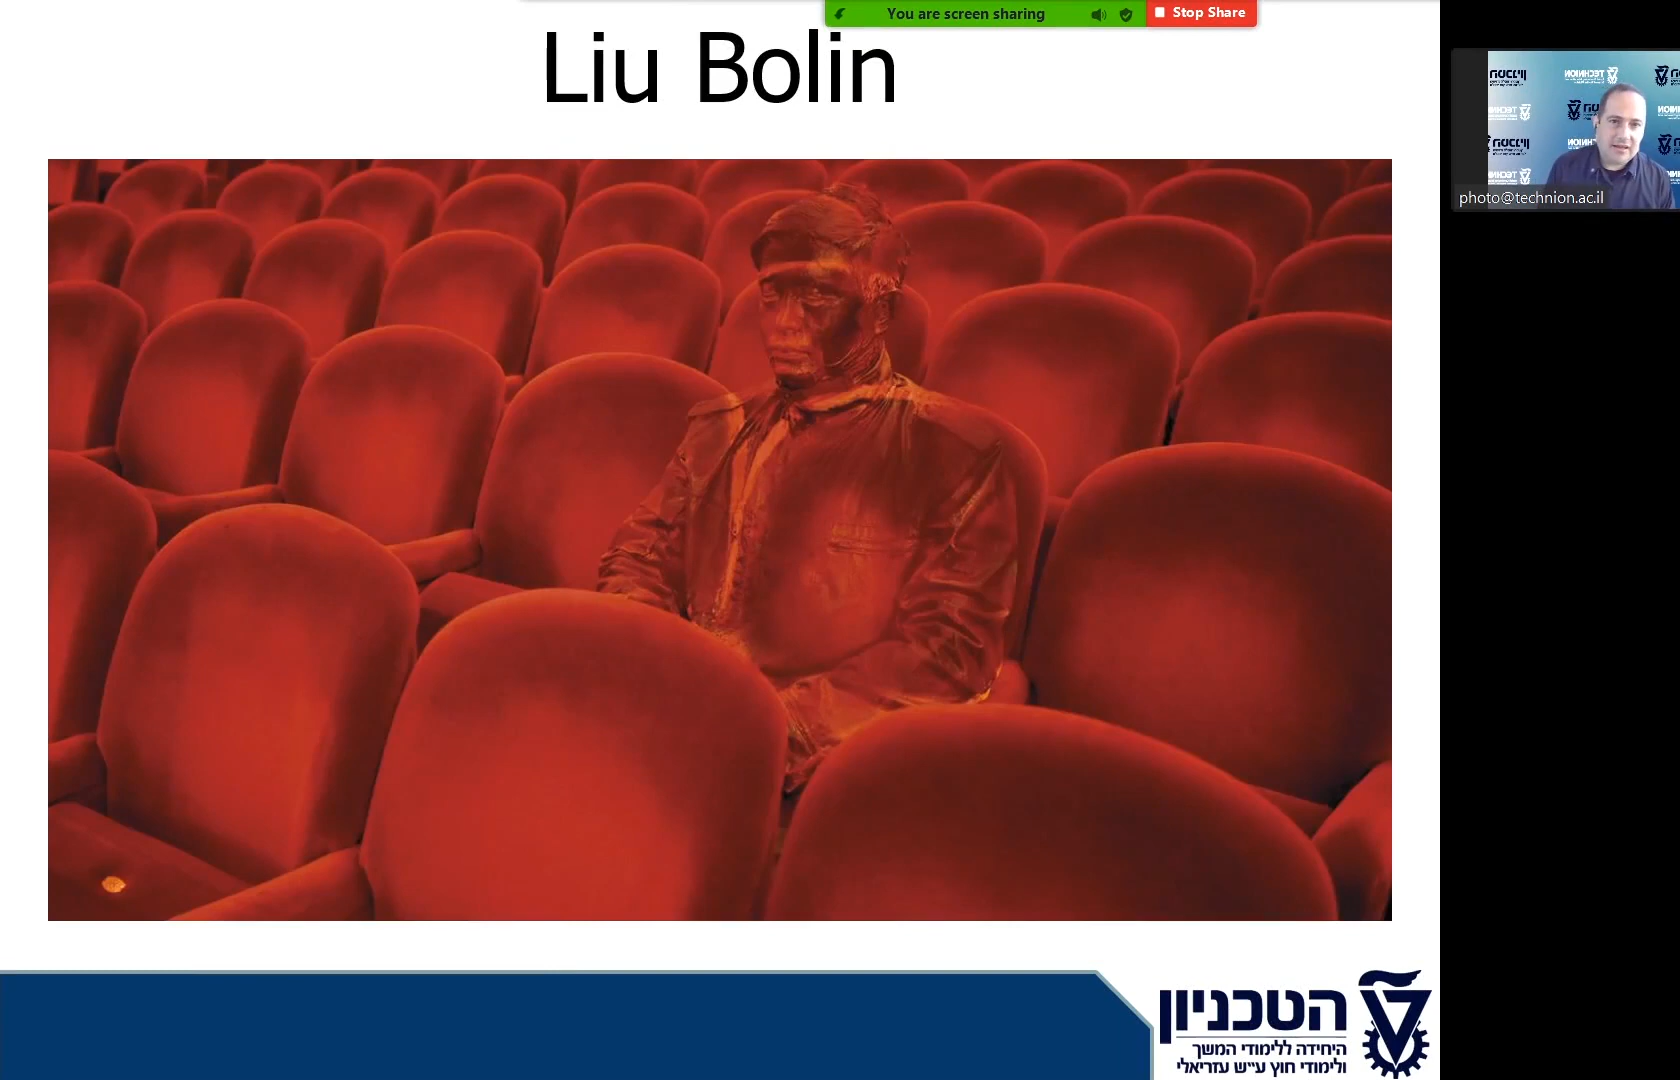 You are screen sharing
Stop Share
Liu Bolin
photo@technion.ac.il
הטכניון
היחידה ללימודי המשך
ולימודי חוץ ע״ש עזריאלי